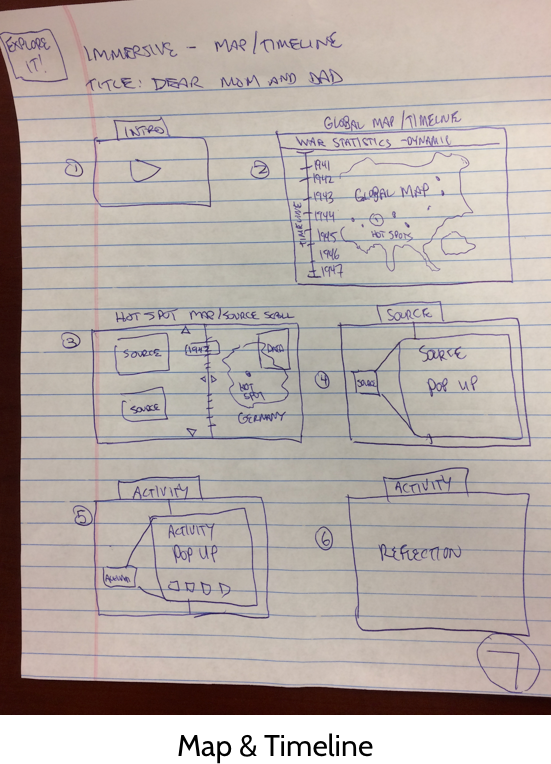 EXPLORE
IT!
IMMERSIVE - MAP/TIMELINE
TITLE: DEAR MOM AND DAD
INTRO
1
GLOBAL MAP/TIMELINE
2
WAR STATISTICS - DYNAMIC
TIMELINE
1941
1942
1943
1944
1945
1946
1947
GLOBAL MAP
HOT SPOTS
HOT SPOT MAP/SOURCE SCROLL
3
SOURCE
SOURCE
1942
DATA
HOT
SPOT
GERMANY
SOURCE
4
SOURCE
SOURCE
POP UP
ACTIVITY
5
ACTIVITY
POP UP
ACTIVITY
6
REFLECTION
7
Map & Timeline